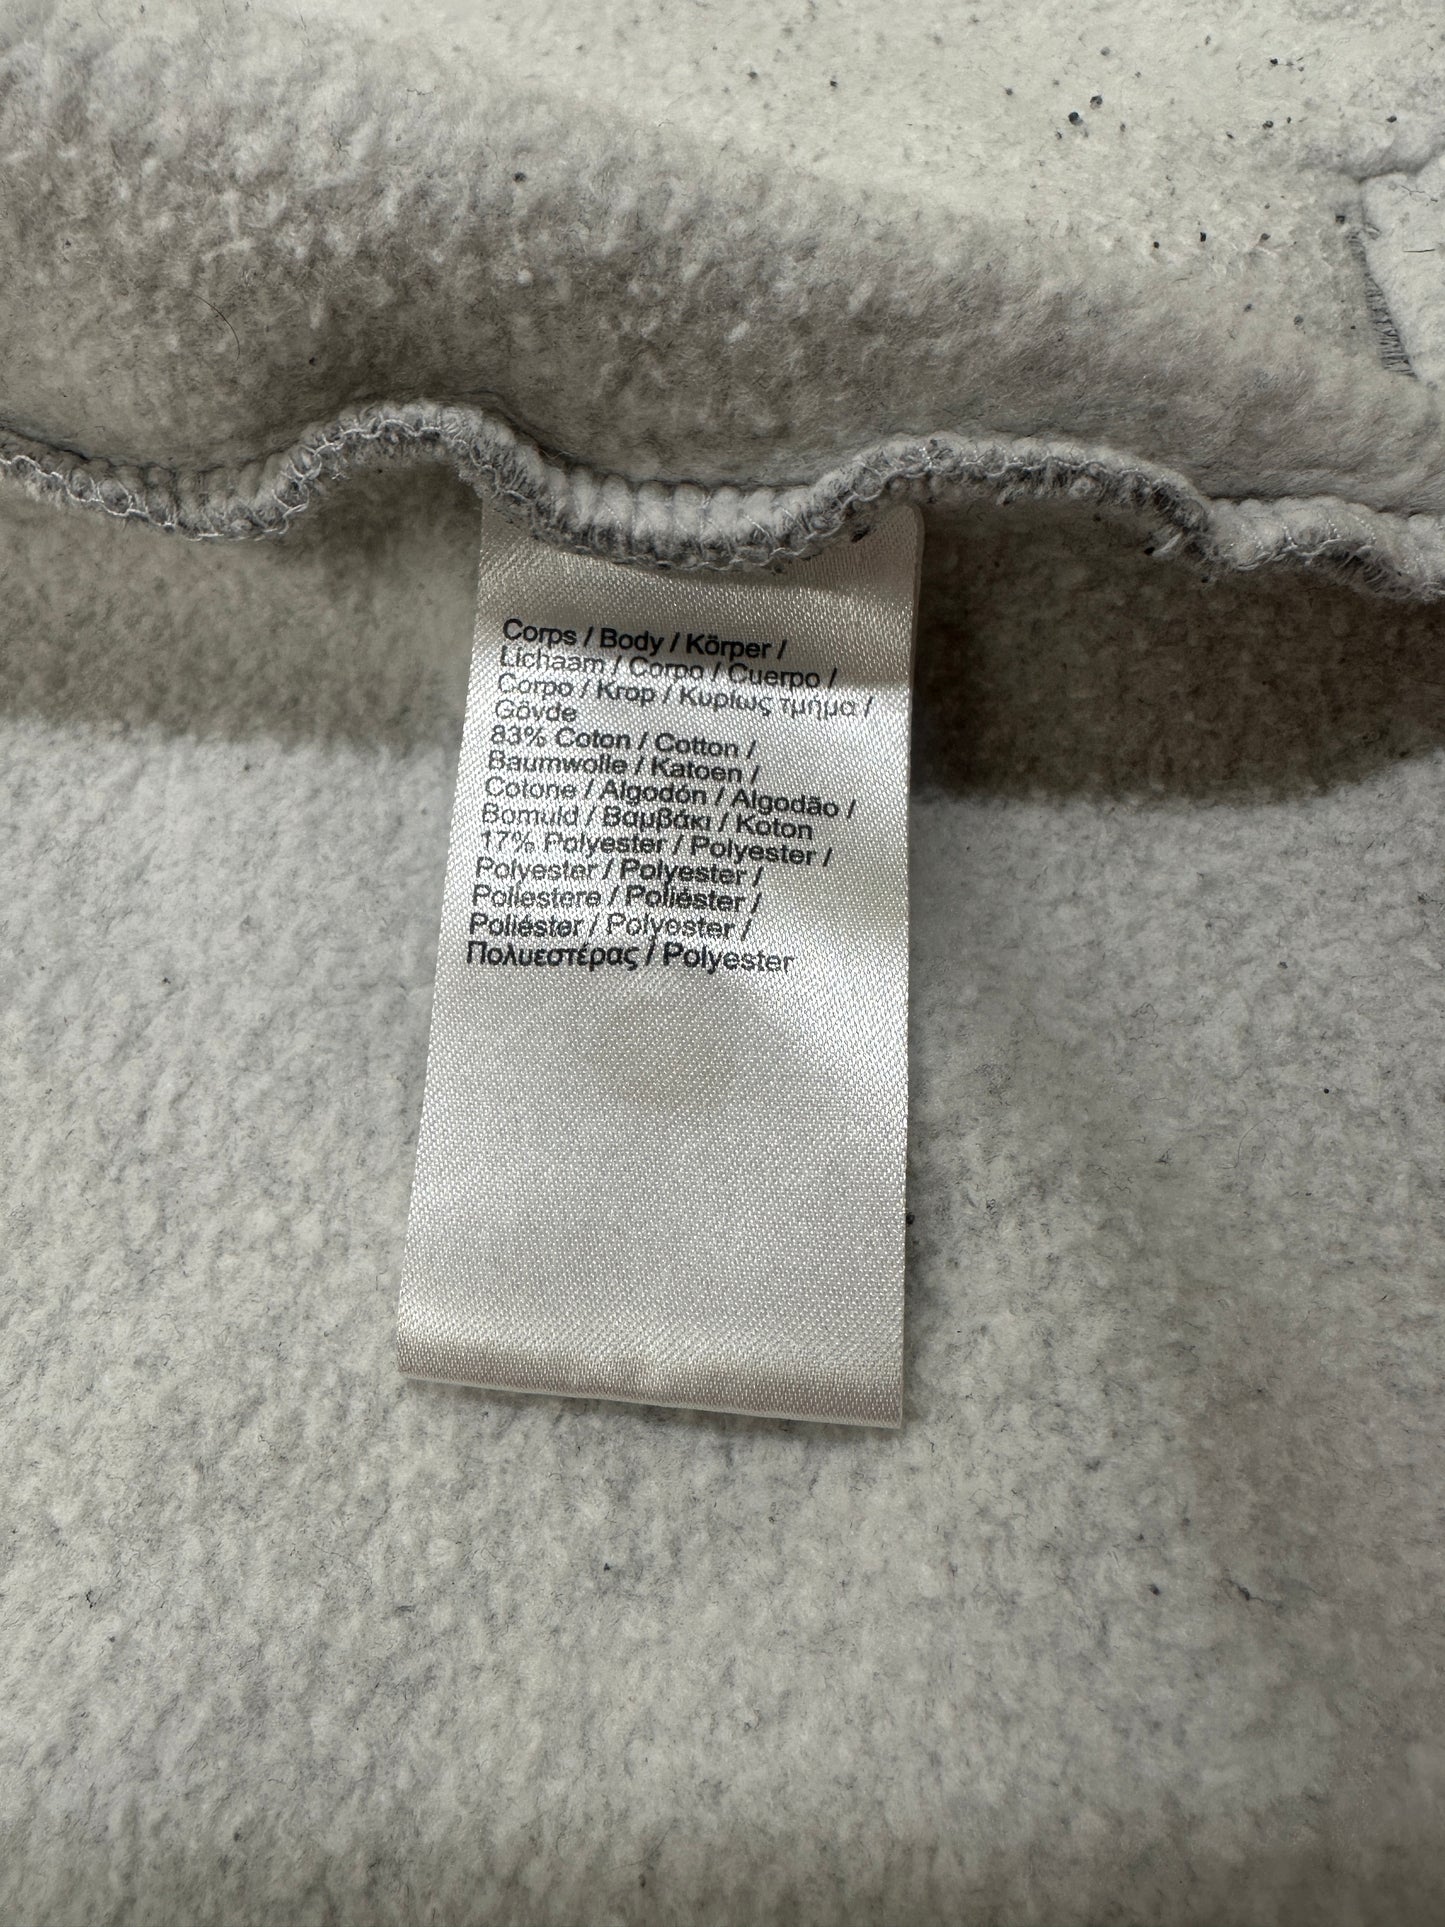 Corps / Body / Körper /
Lichaam / Corpo / Cuerpo /
Corpo / Krop / Κυρίως τμήμα /
Gövde
83% Coton / Cotton /
Baumwolle / Katoen /
Cotone / Algodón / Algodão /
Bomuld / Βαμβάκι / Koton
17% Polyester / Polyester /
Polyester / Polyester /
Poliestere / Poliéster /
Poliéster / Polyester /
Πολυεστέρας / Polyester